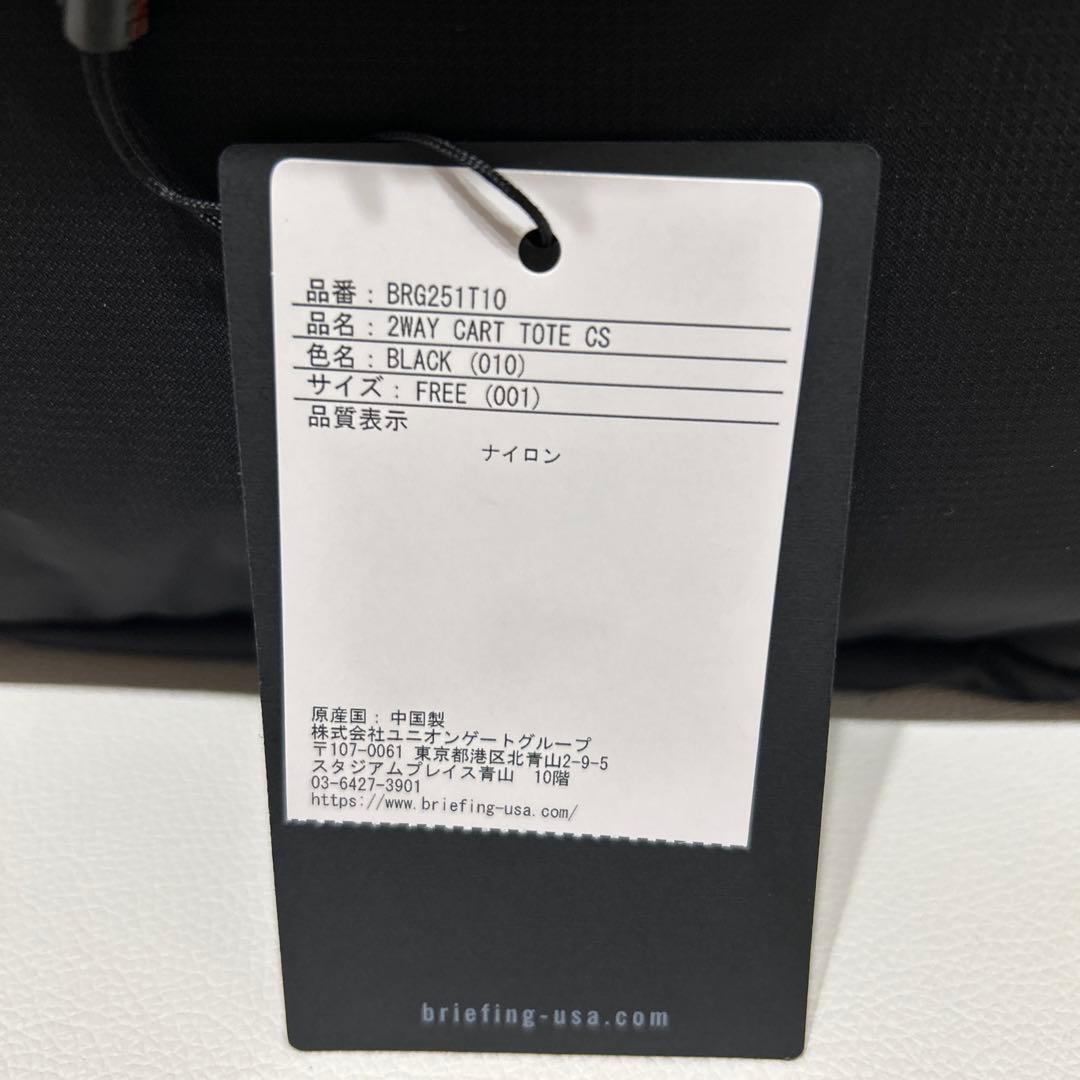 品番：BRG251T10
品名：2WAY CART TOTE CS
色名：BLACK (010)
サイズ：FREE (001)
品質表示
ナイロン
原産国：中国製
株式会社ユニオンゲートグループ
〒107-0061 東京都港区北青山2-9-5
スタジアムプレイス青山　10階
03-6427-3901
https://www.briefing-usa.com/
briefing-usa.com